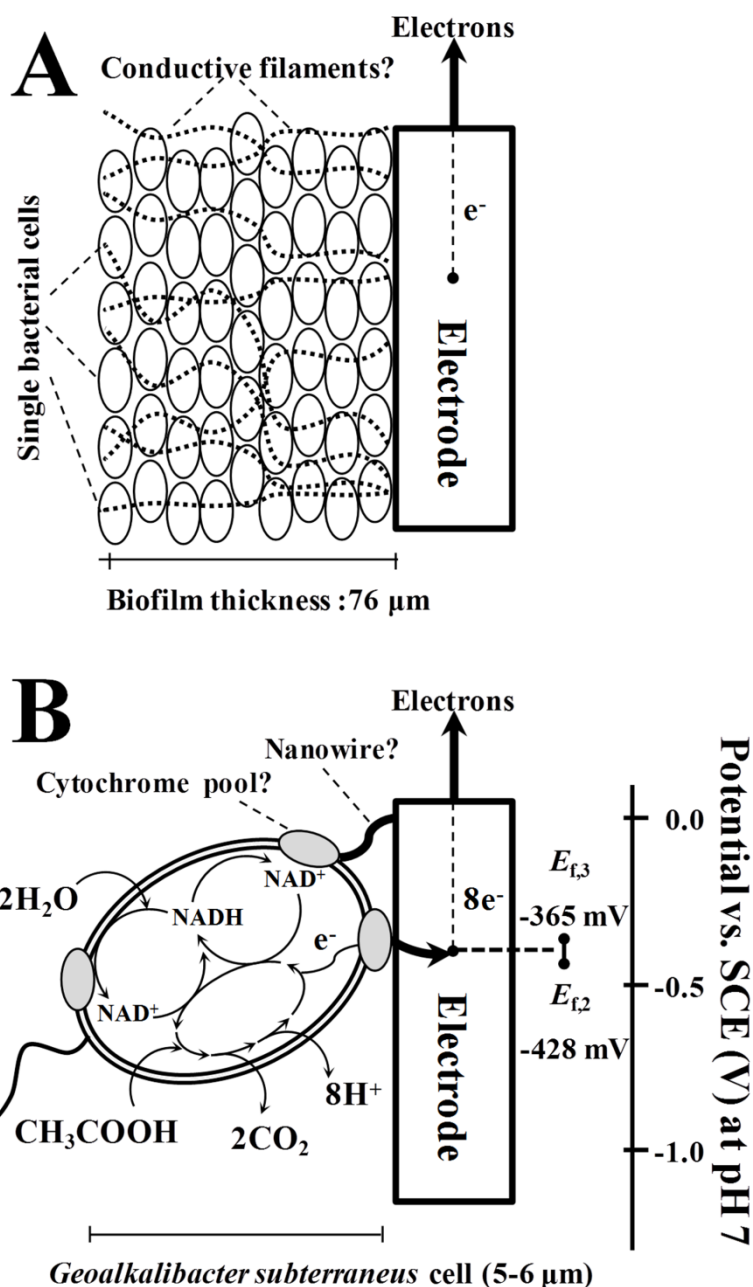 A
Electrons
Conductive filaments?
e-
Single bacterial cells
Electrode
Biofilm thickness :76 µm
B
Electrons
Nanowire?
Cytochrome pool?
0.0
Ef,3
NAD+
2H2O
NADH
8e-
-365 mV
e-
Ef,2
-0.5
NAD+
-428 mV
Electrode
8H+
CH3COOH
2CO2
-1.0
Potential vs. SCE (V) at pH 7
Geoalkalibacter subterraneus cell (5-6 µm)